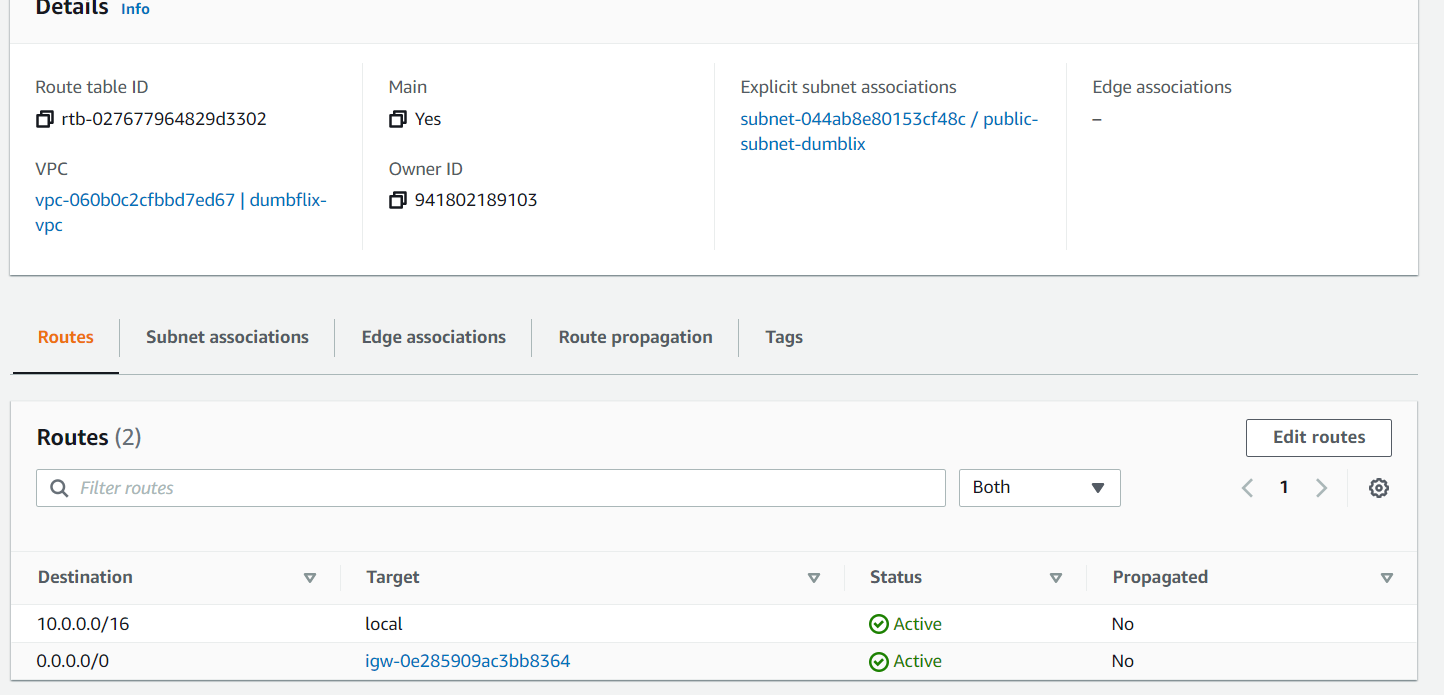 Details Info
Route table ID
rtb-027677964829d3302
Main
Yes
Explicit subnet associations
subnet-044ab8e80153cf48c / public-
subnet-dumblix
Edge associations
–
VPC
vpc-060b0c2cfbbd7ed67 | dumbflix-
vpc
Owner ID
941802189103
Routes
Subnet associations
Edge associations
Route propagation
Tags
Routes (2)
Edit routes
Filter routes
Both
1
Destination Target Status Propagated
10.0.0.0/16 local Active No
0.0.0.0/0 igw-0e285909ac3bb8364 Active No